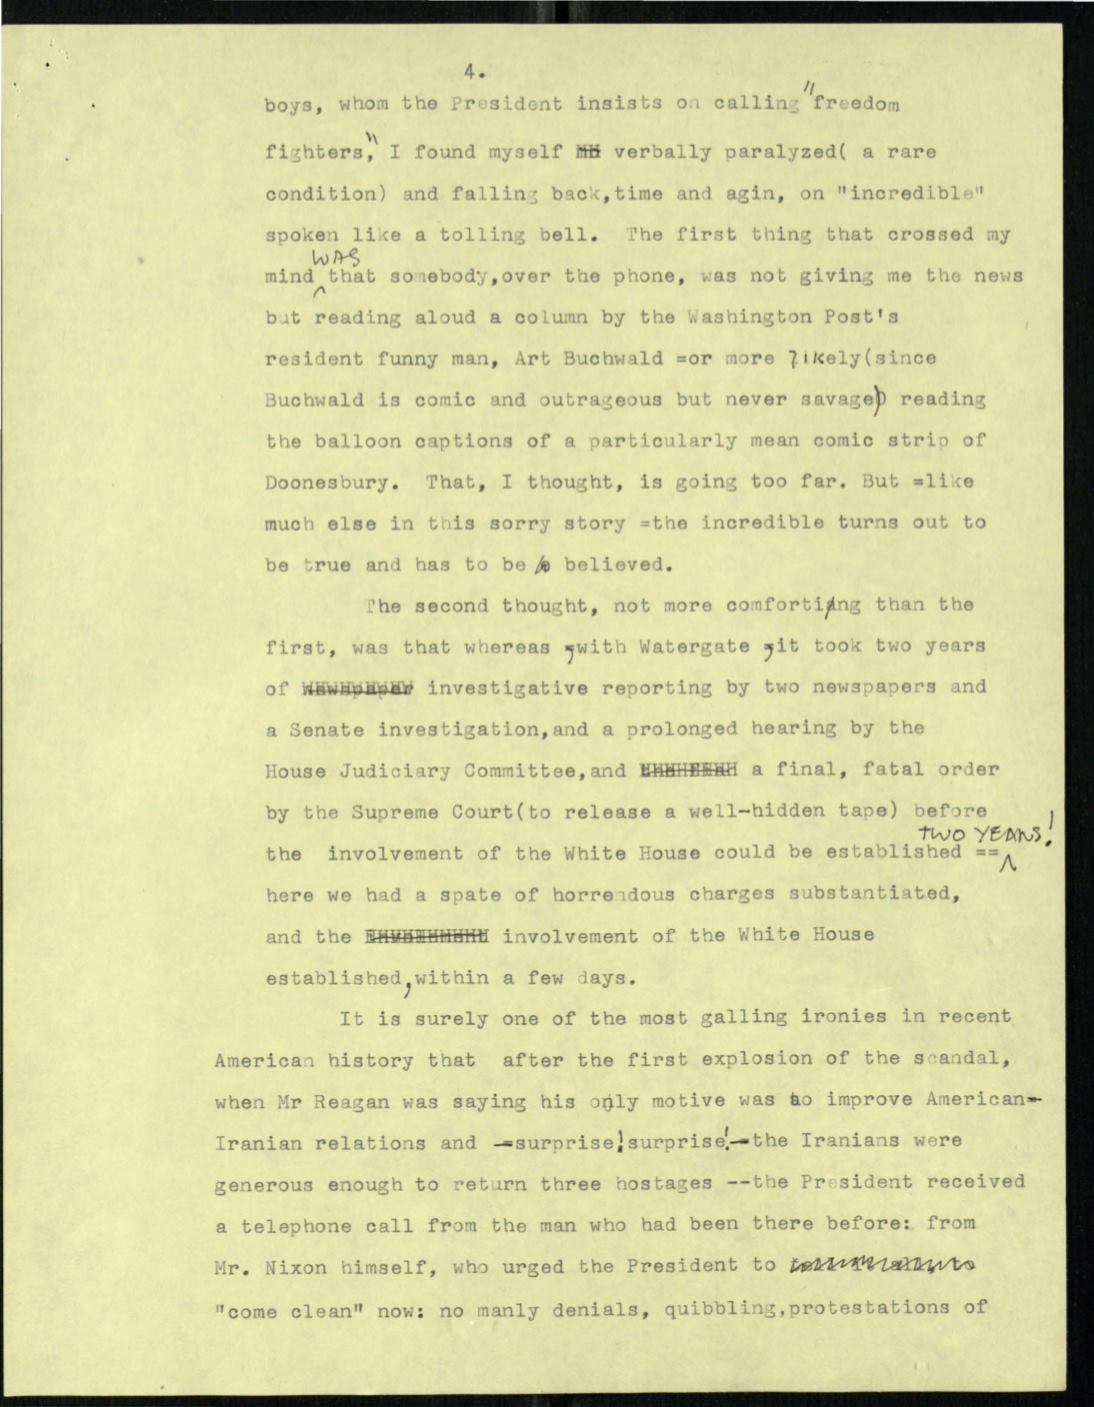 4.
boys, whom the President insists on calling "freedom
fighters," I found myself verbally paralyzed( a rare
condition) and falling back,time and agin, on "incredible"
spoken like a tolling bell.  The first thing that crossed my
mind WAS that somebody,over the phone, was not giving me the news
but reading aloud a column by the Washington Post's
resident funny man, Art Buchwald =or more likely(since
Buchwald is comic and outrageous but never savage) reading
the balloon captions of a particularly mean comic strip of
Doonesbury.  That, I thought, is going too far. But =like
much else in this sorry story =the incredible turns out to
be true and has to be believed.
The second thought, not more comforting than the
first, was that whereas ,with Watergate ,it took two years
of newspaper investigative reporting by two newspapers and
a Senate investigation,and a prolonged hearing by the
House Judiciary Committee,and a final, fatal order
by the Supreme Court(to release a well-hidden tape) before
the  involvement of the White House could be established == TWO YEARS!
here we had a spate of horrendous charges substantiated,
and the involvement of the White House
established,within a few days.
It is surely one of the most galling ironies in recent
American history that  after the first explosion of the scandal,
when Mr Reagan was saying his only motive was to improve American-
Iranian relations and -surprise!surprise!-the Iranians were
generous enough to return three hostages --the President received
a telephone call from the man who had been there before: from
Mr. Nixon himself, who urged the President to
"come clean" now: no manly denials, quibbling,protestations of